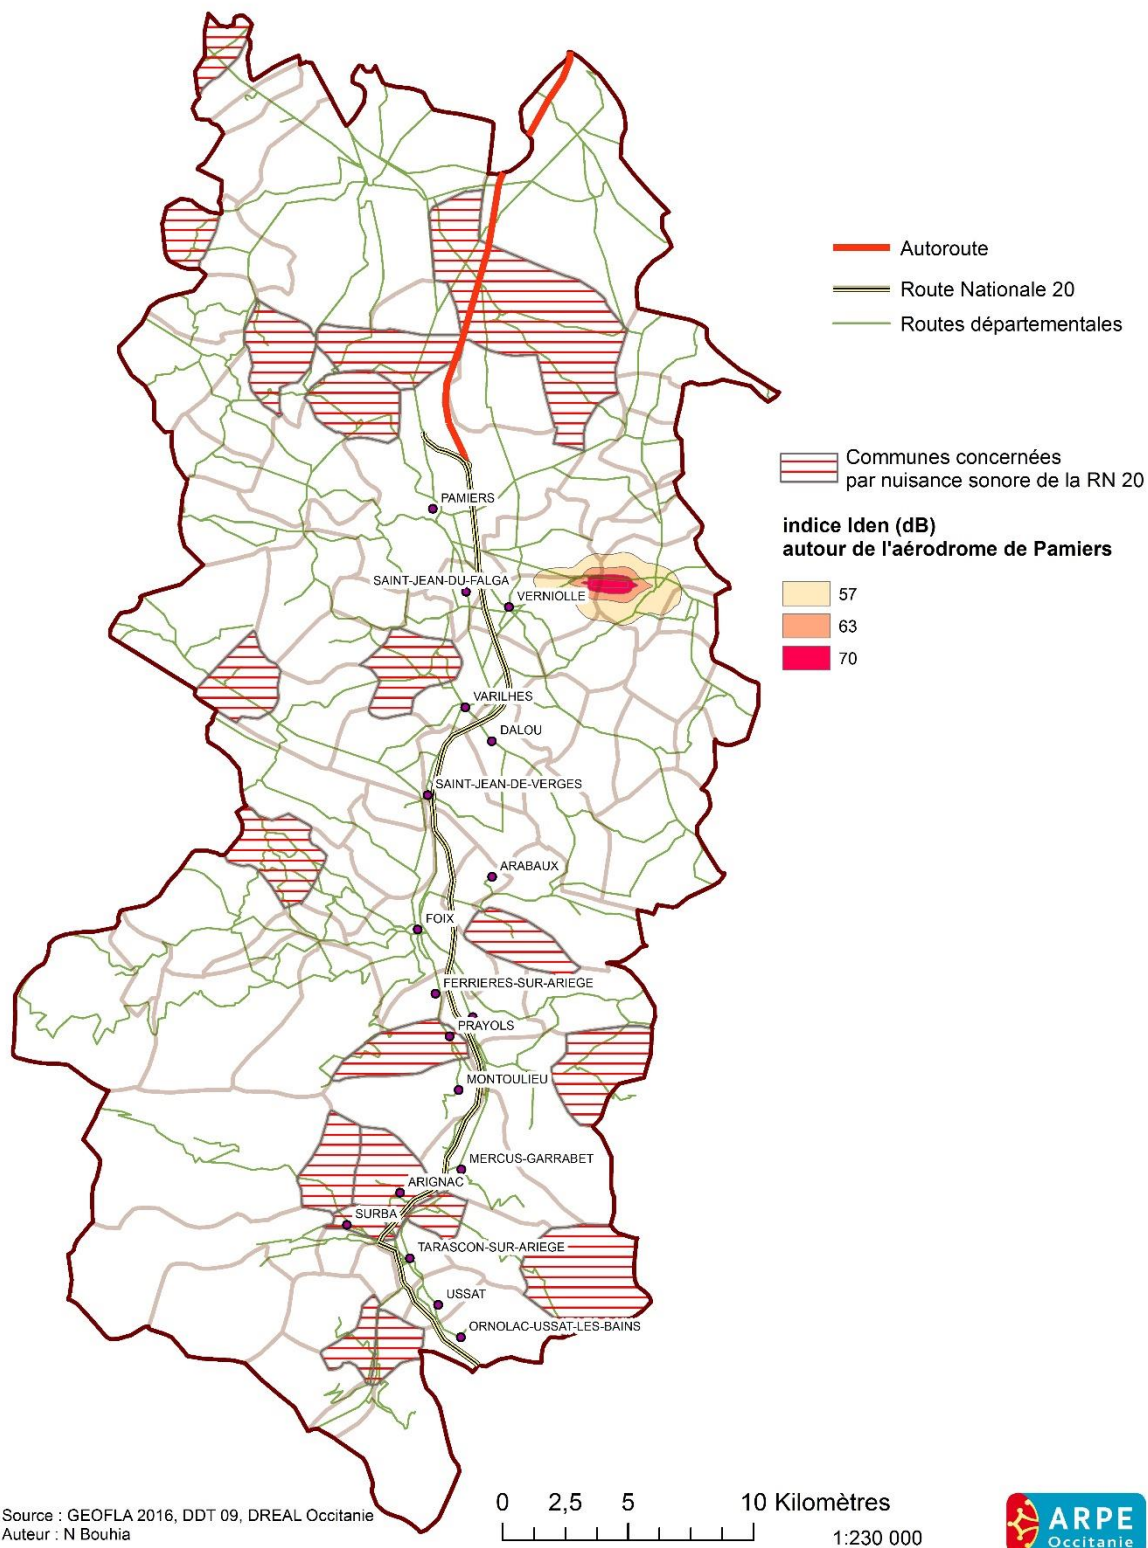 Autoroute
Route Nationale 20
Routes départementales
Communes concernées
par nuisance sonore de la RN 20
indice lden (dB)
autour de l'aérodrome de Pamiers
57
63
70
PAMIERS
SAINT-JEAN-DU-FALGA
VERNIOLLE
VARILHES
DALOU
SAINT-JEAN-DE-VERGES
ARABAUX
FOIX
FERRIERES-SUR-ARIEGE
PRAYOLS
MONTOULIEU
MERCUS-GARRABET
ARIGNAC
SURBA
TARASCON-SUR-ARIEGE
USSAT
ORNOLAC-USSAT-LES-BAINS
Source : GEOFLA 2016, DDT 09, DREAL Occitanie
Auteur : N Bouhia
0 2,5 5 10 Kilomètres
1:230 000
ARPE
Occitanie